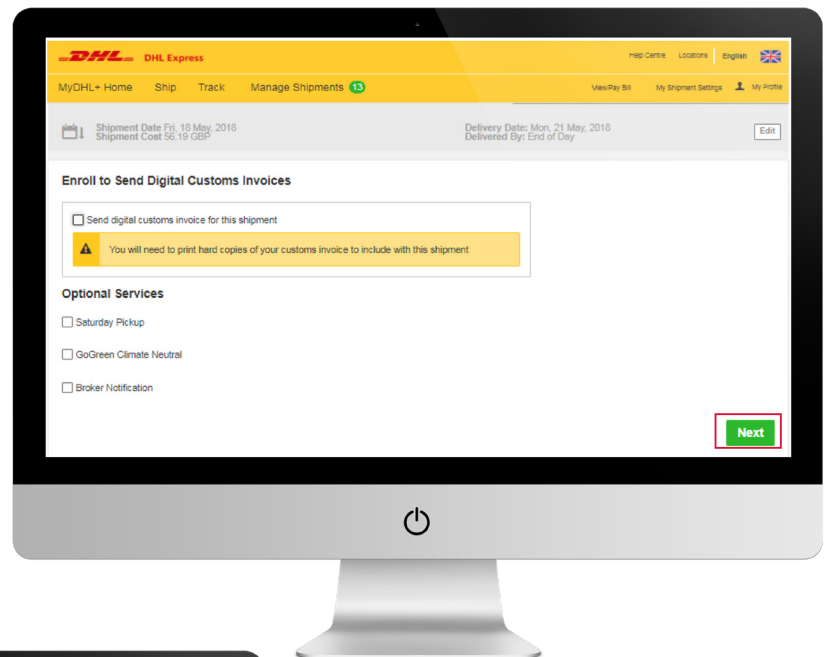 DHL DHL Express
Help Centre Locations English
MyDHL+ Home Ship Track Manage Shipments 13
View/Pay Bill My Shipment Settings My Profile
Shipment Date Fri, 18 May, 2018
Shipment Cost 56.19 GBP
Delivery Date: Mon, 21 May, 2018
Delivered By: End of Day
Edit
Enroll to Send Digital Customs Invoices
Send digital customs invoice for this shipment
You will need to print hard copies of your customs invoice to include with this shipment
Optional Services
Saturday Pickup
GoGreen Climate Neutral
Broker Notification
Next